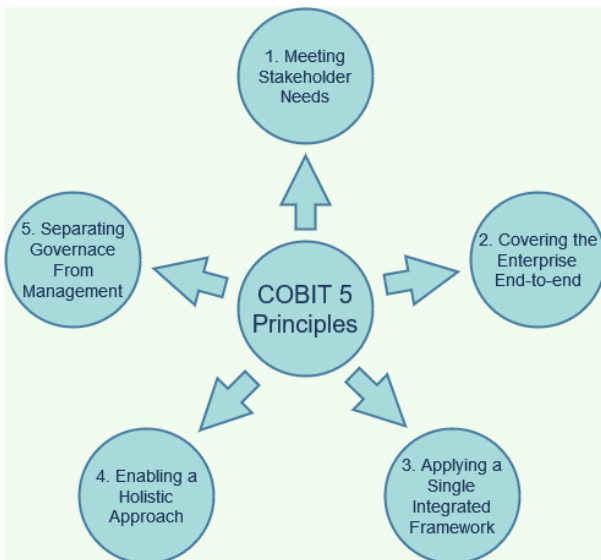 1. Meeting
Stakeholder
Needs
2. Covering the
Enterprise
End-to-end
3. Applying a
Single
Integrated
Framework
4. Enabling a
Holistic
Approach
5. Separating
Governace
From
Management
COBIT 5
Principles